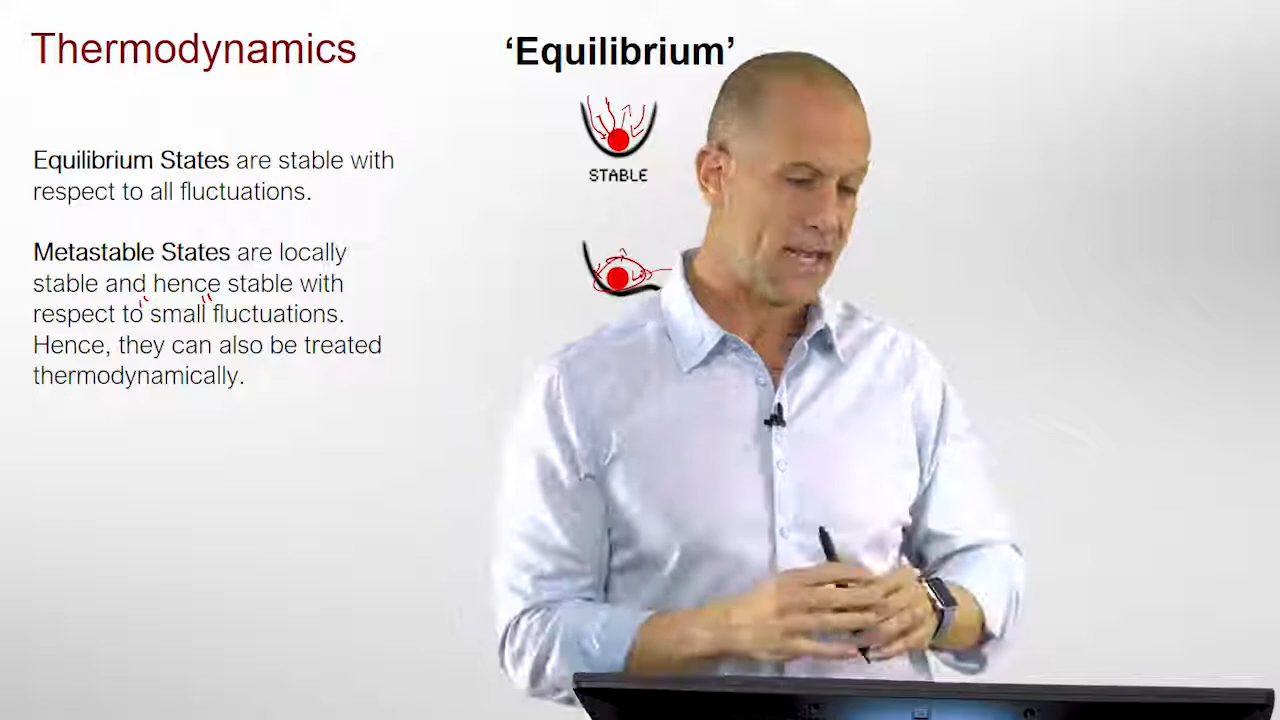 Thermodynamics
'Equilibrium'
STABLE
Equilibrium States are stable with
respect to all fluctuations.
Metastable States are locally
stable and hence stable with
respect to "small" fluctuations.
Hence, they can also be treated
thermodynamically.